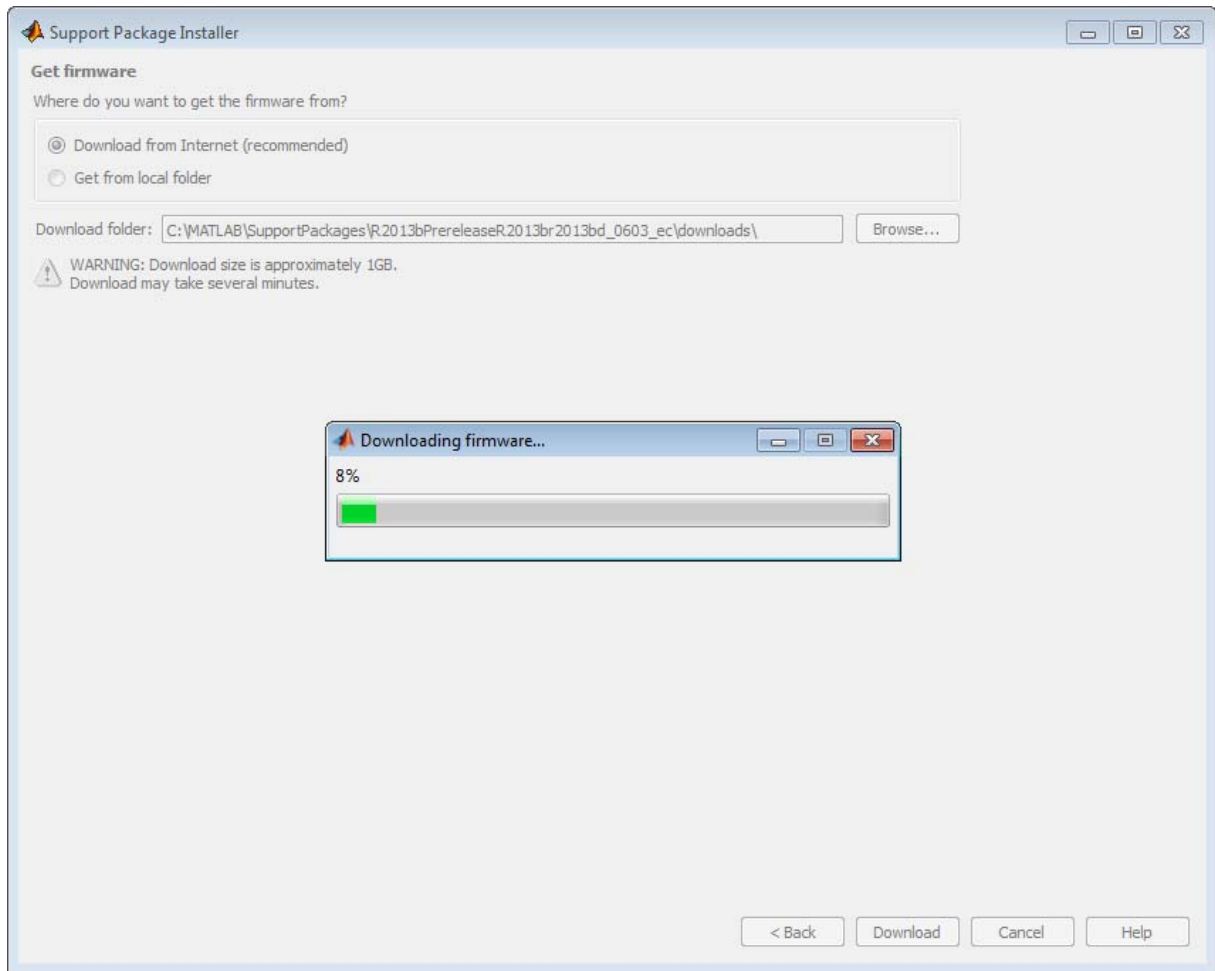 Support Package Installer
Get firmware
Where do you want to get the firmware from?
Download from Internet (recommended)
Get from local folder
Download folder: C:\MATLAB\SupportPackages\R2013bPrereleaseR2013br2013bd_0603_ec\downloads\ Browse...
WARNING: Download size is approximately 1GB.
Download may take several minutes.
Downloading firmware...
8%
< Back Download Cancel Help